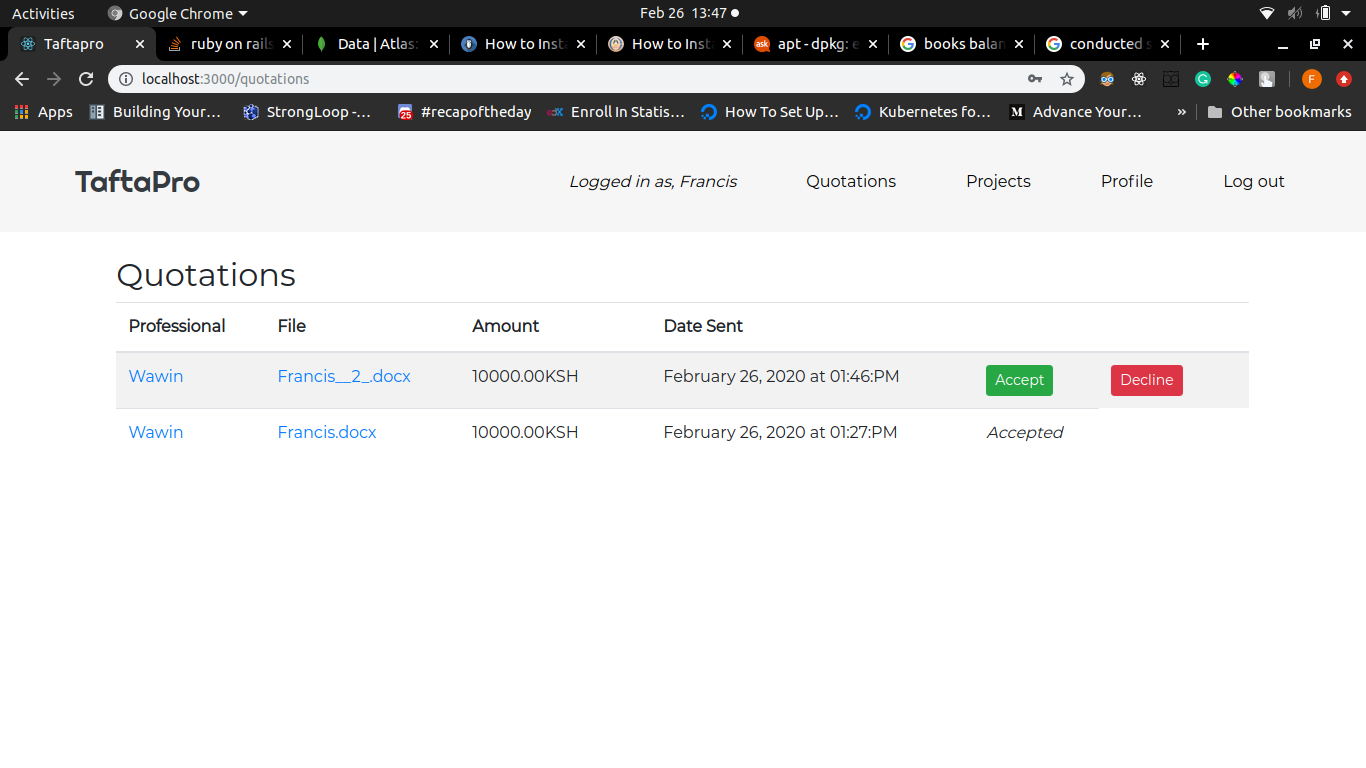 Activities Google Chrome Feb 26 13:47
Taftapro ruby on rails Data | Atlas: How to Insta How to Insta apt - dpkg: e books balan conducted s
localhost:3000/quotations F
Apps Building Your... StrongLoop -... 25 #recapoftheday edX Enroll In Statis... How To Set Up... Kubernetes fo... M Advance Your... » Other bookmarks
TaftaPro Logged in as, Francis Quotations Projects Profile Log out
Quotations
Professional File Amount Date Sent
Wawin Francis__2_.docx 10000.00KSH February 26, 2020 at 01:46:PM Accept Decline
Wawin Francis.docx 10000.00KSH February 26, 2020 at 01:27:PM Accepted